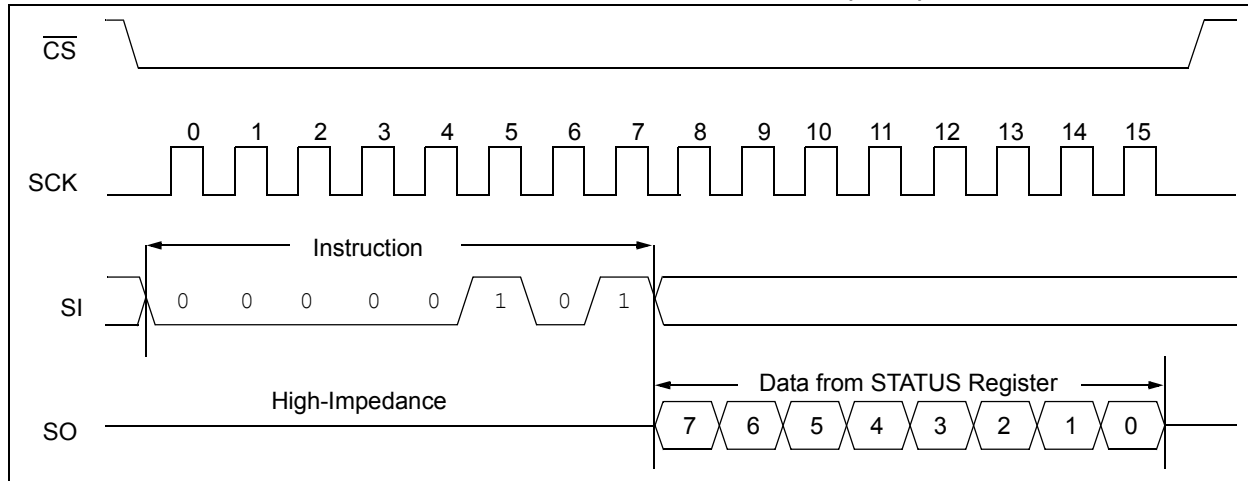 CS
0 1 2 3 4 5 6 7 8 9 10 11 12 13 14 15
SCK
Instruction
SI 0 0 0 0 0 1 0 1
Data from STATUS Register
High-Impedance
SO 7 6 5 4 3 2 1 0